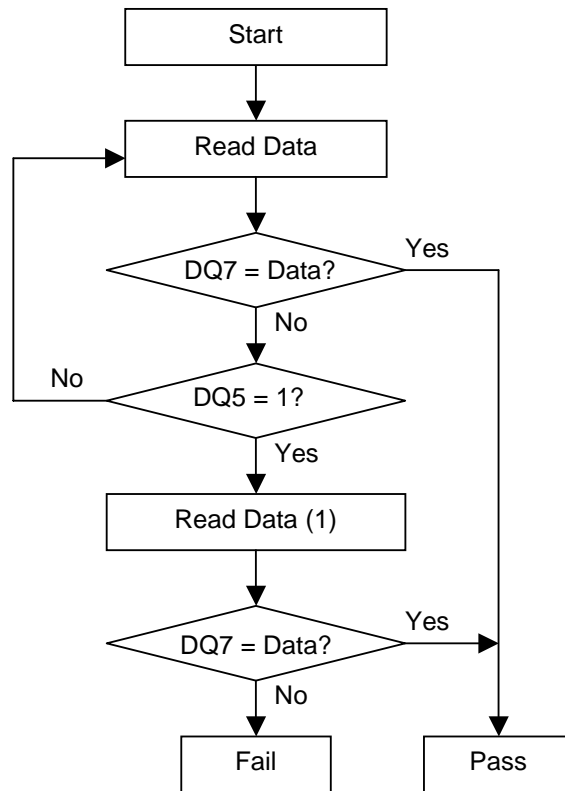 Start
Read Data
DQ7 = Data?
Yes
No
No
DQ5 = 1?
Yes
Read Data (1)
DQ7 = Data?
Yes
No
Fail
Pass